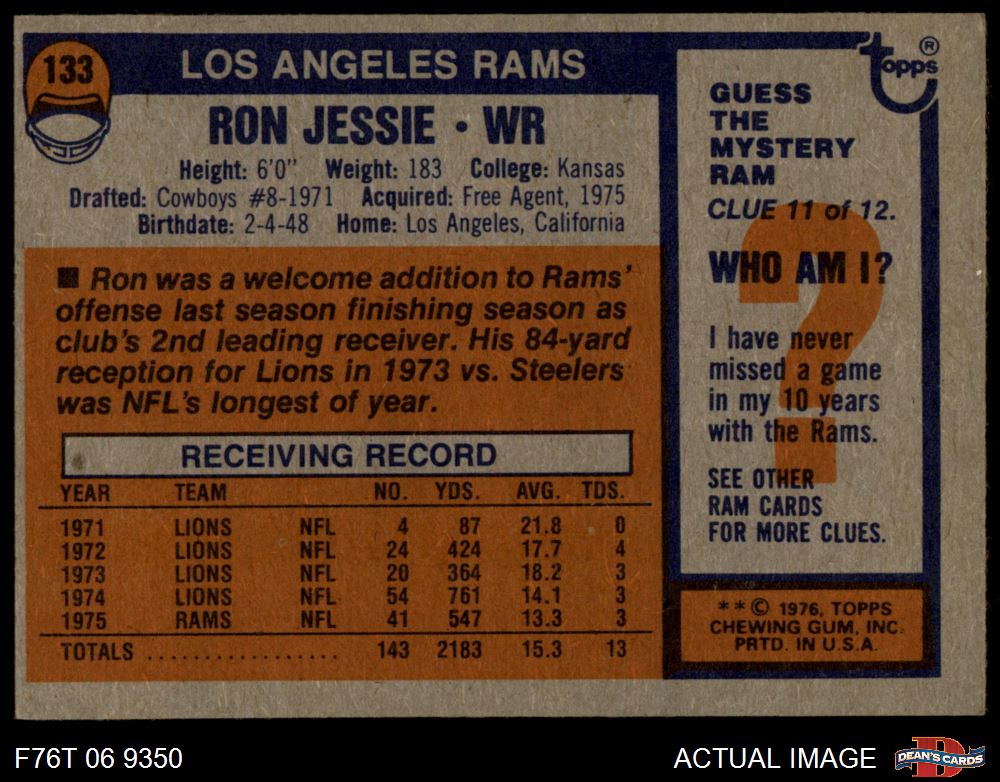 133
LOS ANGELES RAMS
RON JESSIE • WR
Height: 6'0" Weight: 183 College: Kansas
Drafted: Cowboys #8-1971 Acquired: Free Agent, 1975
Birthdate: 2-4-48 Home: Los Angeles, California
■ Ron was a welcome addition to Rams'
offense last season finishing season as
club's 2nd leading receiver. His 84-yard
reception for Lions in 1973 vs. Steelers
was NFL's longest of year.
RECEIVING RECORD
YEAR TEAM NO. YDS. AVG. TDS.
1971 LIONS NFL 4 87 21.8 0
1972 LIONS NFL 24 424 17.7 4
1973 LIONS NFL 20 364 18.2 3
1974 LIONS NFL 54 761 14.1 3
1975 RAMS NFL 41 547 13.3 3
TOTALS .................. 143 2183 15.3 13
topps ®
GUESS
THE
MYSTERY
RAM
CLUE 11 of 12.
WHO AM I?
?
I have never
missed a game
in my 10 years
with the Rams.
SEE OTHER
RAM CARDS
FOR MORE CLUES.
**© 1976, TOPPS
CHEWING GUM, INC.
PRTD. IN U.S.A.
F76T 06 9350
ACTUAL IMAGE
D
DEAN'S CARDS